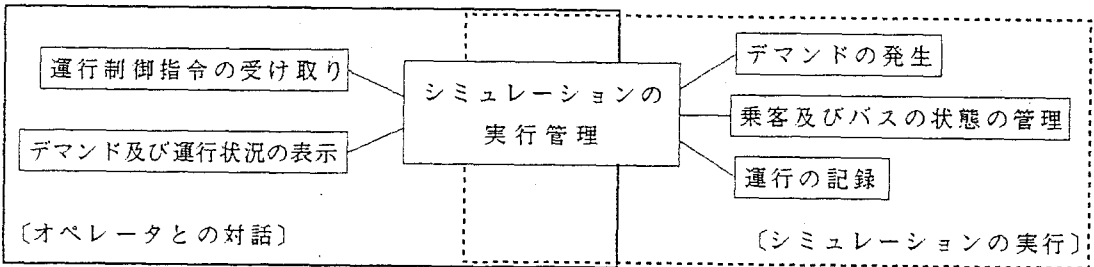 運行制御指令の受け取り
デマンド及び運行状況の表示
〔オペレータとの対話〕
シミュレーションの
実行管理
デマンドの発生
乗客及びバスの状態の管理
運行の記録
〔シミュレーションの実行〕